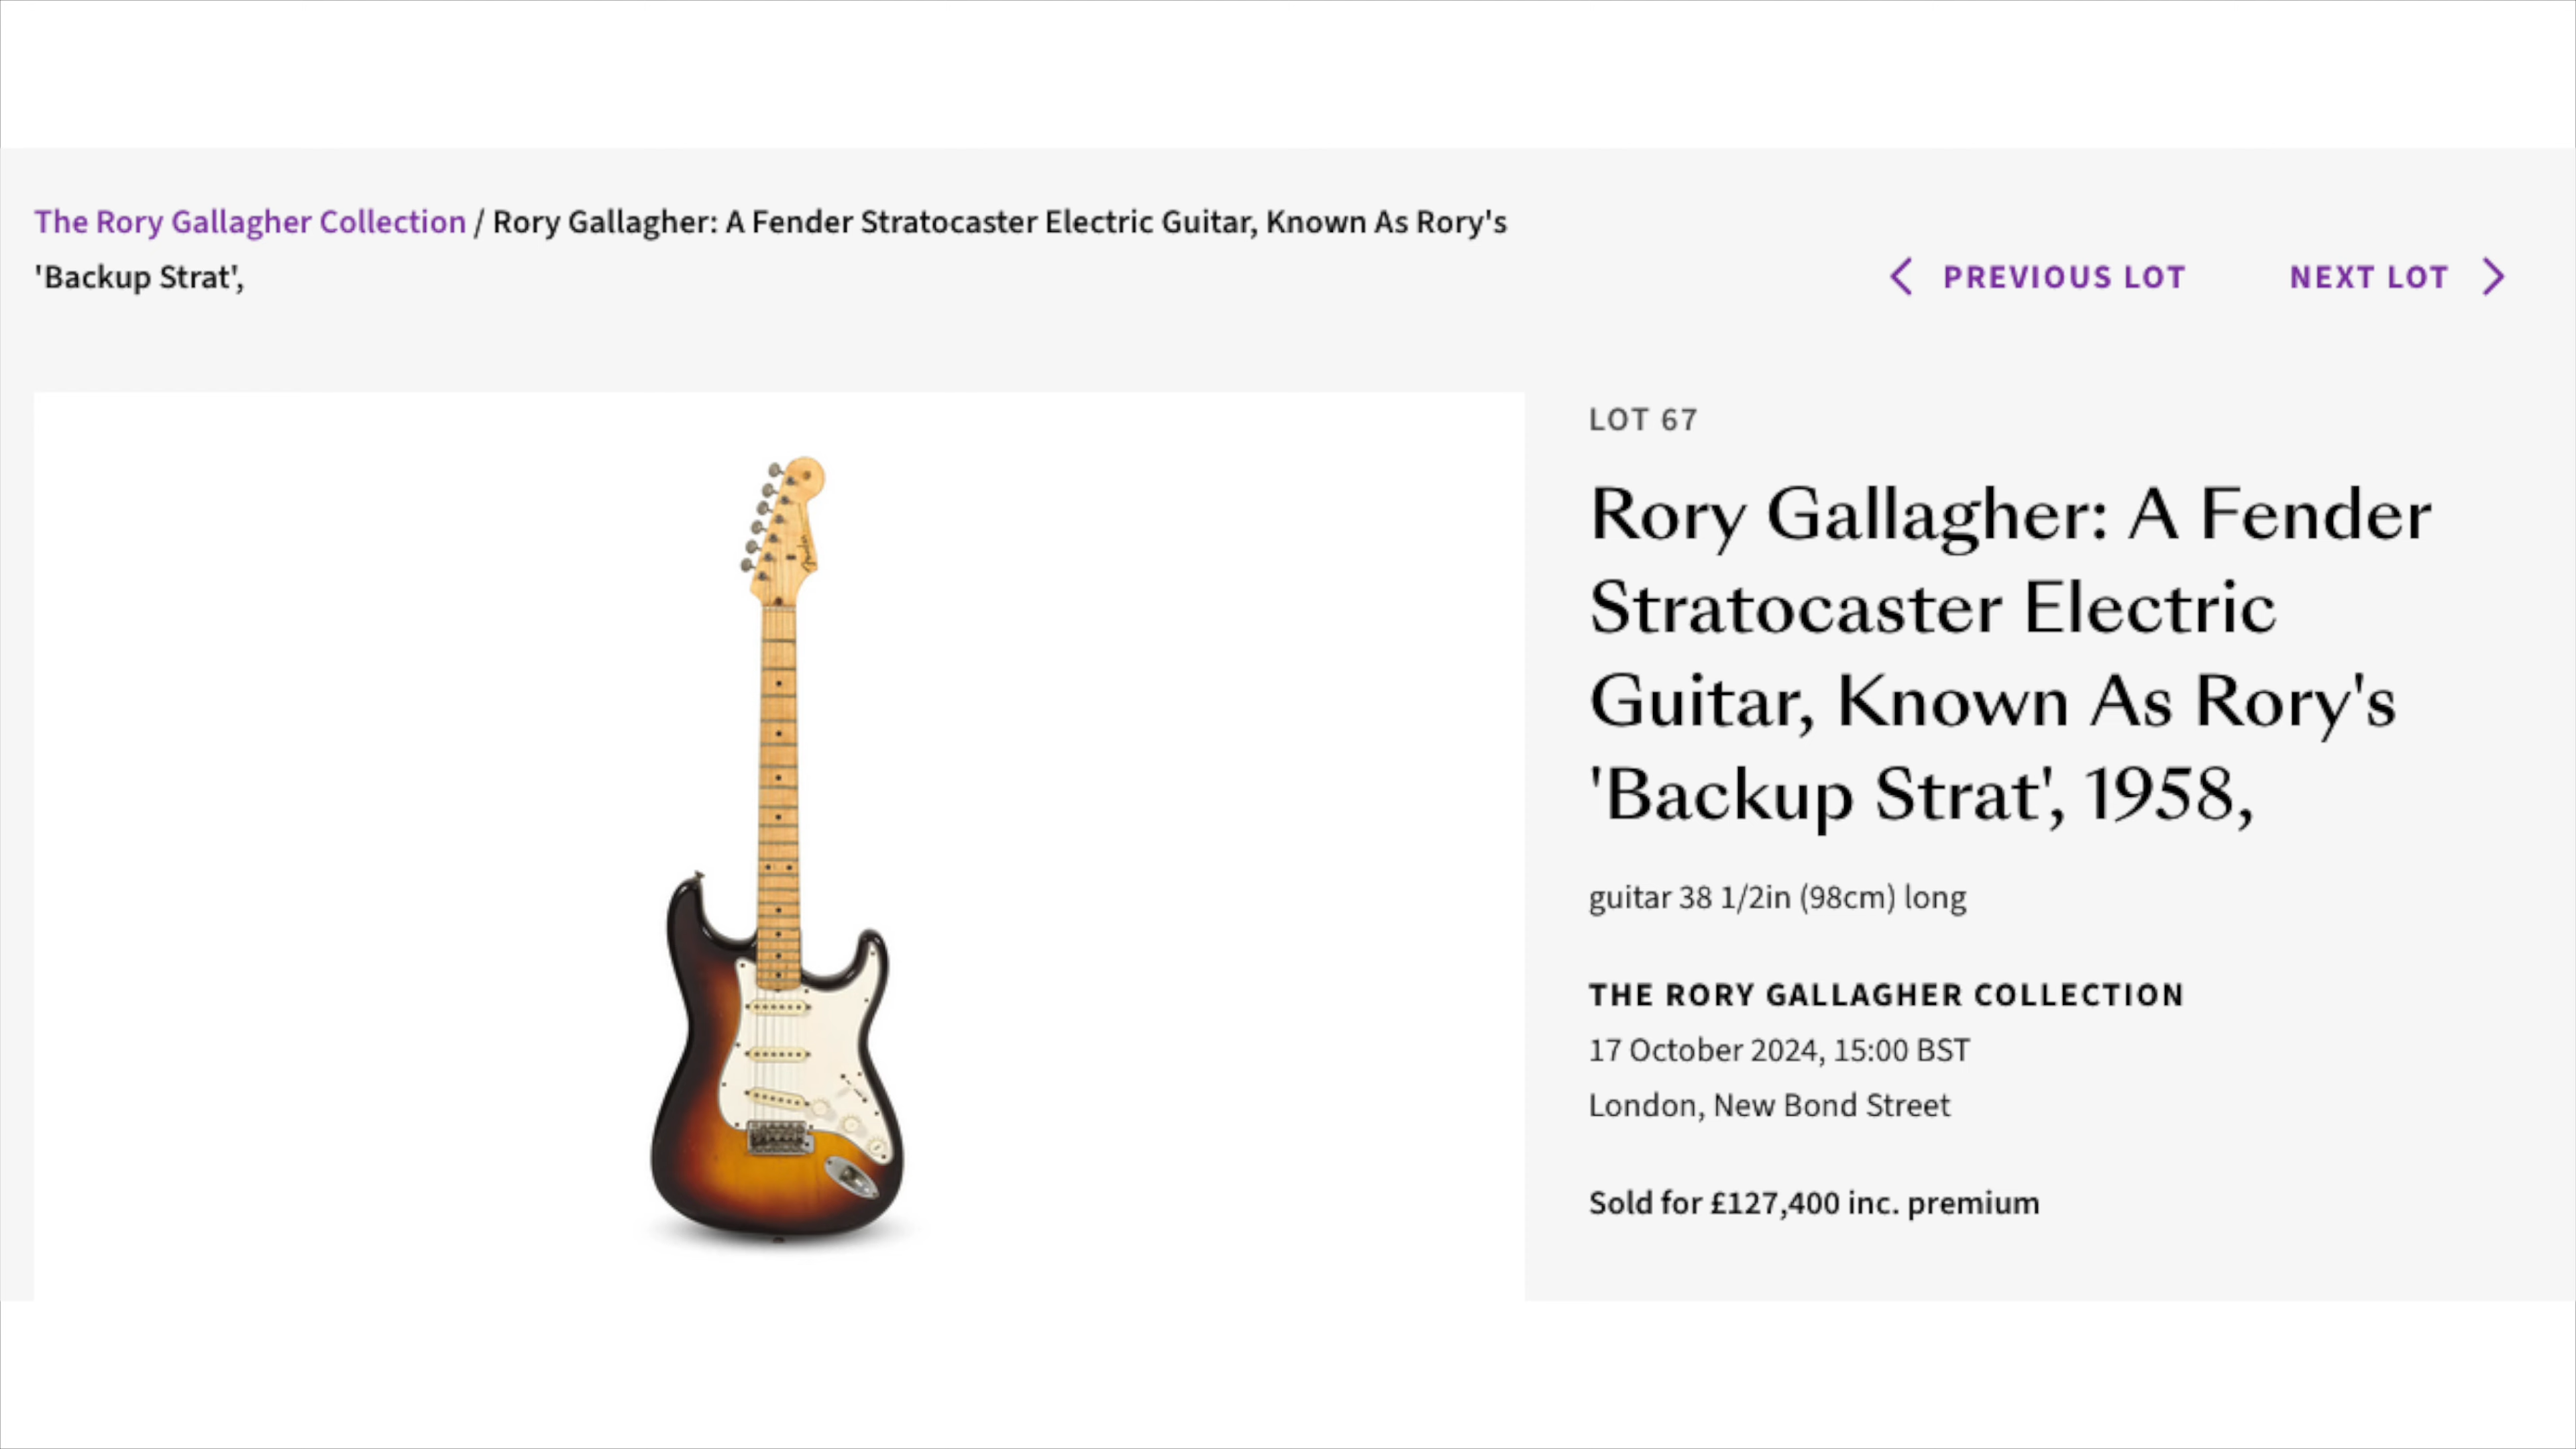 The Rory Gallagher Collection / Rory Gallagher: A Fender Stratocaster Electric Guitar, Known As Rory's
'Backup Strat',
PREVIOUS LOT
NEXT LOT
Fender
LOT 67
Rory Gallagher: A Fender
Stratocaster Electric
Guitar, Known As Rory's
'Backup Strat', 1958,
guitar 38 1/2in (98cm) long
THE RORY GALLAGHER COLLECTION
17 October 2024, 15:00 BST
London, New Bond Street
Sold for £127,400 inc. premium